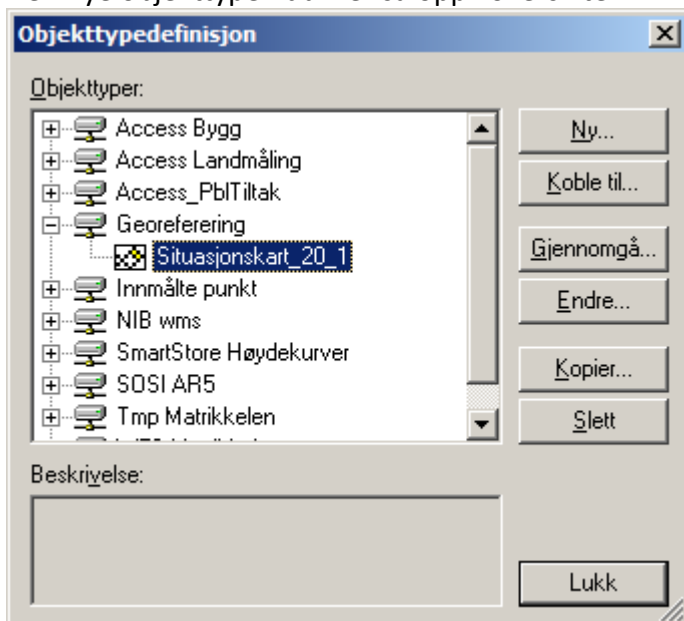 Objekttypedefinisjon
Objekttyper:
Access Bygg
Access Landmåling
Access_PblTiltak
Georeferering
Situasjonskart_20_1
Innmålte punkt
NIB wms
SmartStore Høydekurver
SOSI AR5
Tmp Matrikkelen
Ny...
Koble til...
Gjennomgå...
Endre...
Kopier...
Slett
Beskrivelse:
Lukk